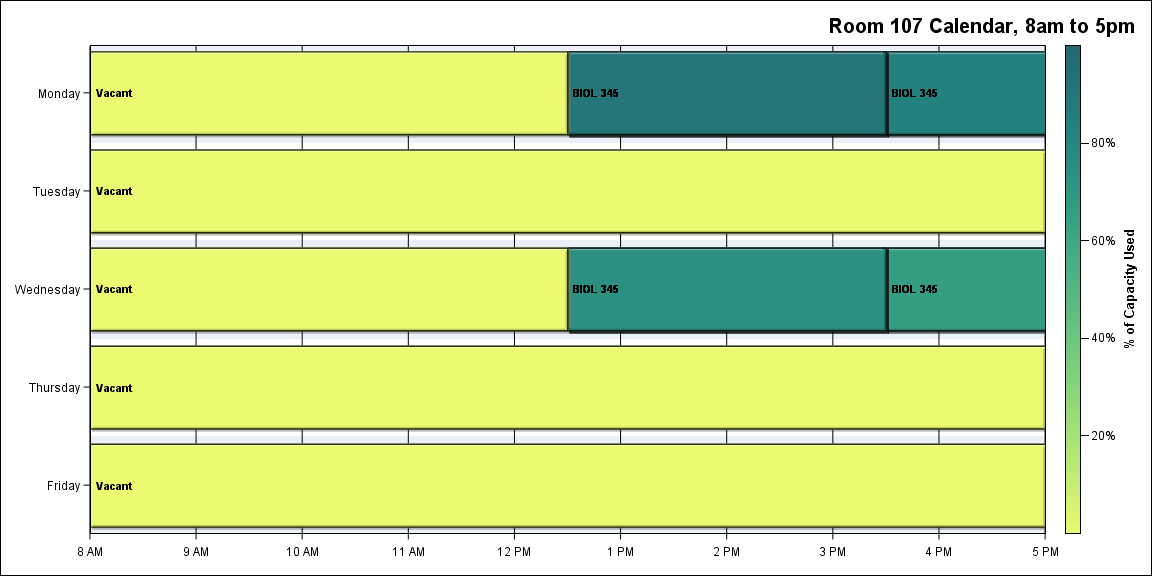 Room 107 Calendar, 8am to 5pm
Monday
Vacant
BIOL 345
BIOL 345
Tuesday
Vacant
Wednesday
Vacant
BIOL 345
BIOL 345
Thursday
Vacant
Friday
Vacant
8 AM 9 AM 10 AM 11 AM 12 PM 1 PM 2 PM 3 PM 4 PM 5 PM
80%
60%
40%
20%
% of Capacity Used